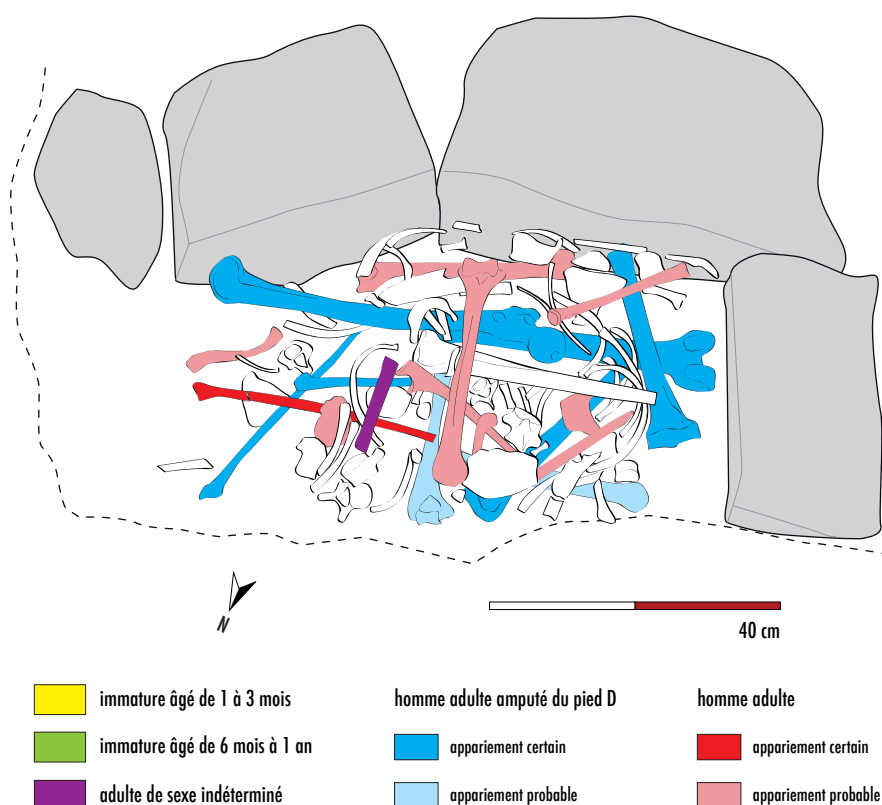 N
40 cm
immature âgé de 1 à 3 mois
homme adulte amputé du pied D
homme adulte
immature âgé de 6 mois à 1 an
appariement certain
appariement certain
adulte de sexe indéterminé
appariement probable
appariement probable